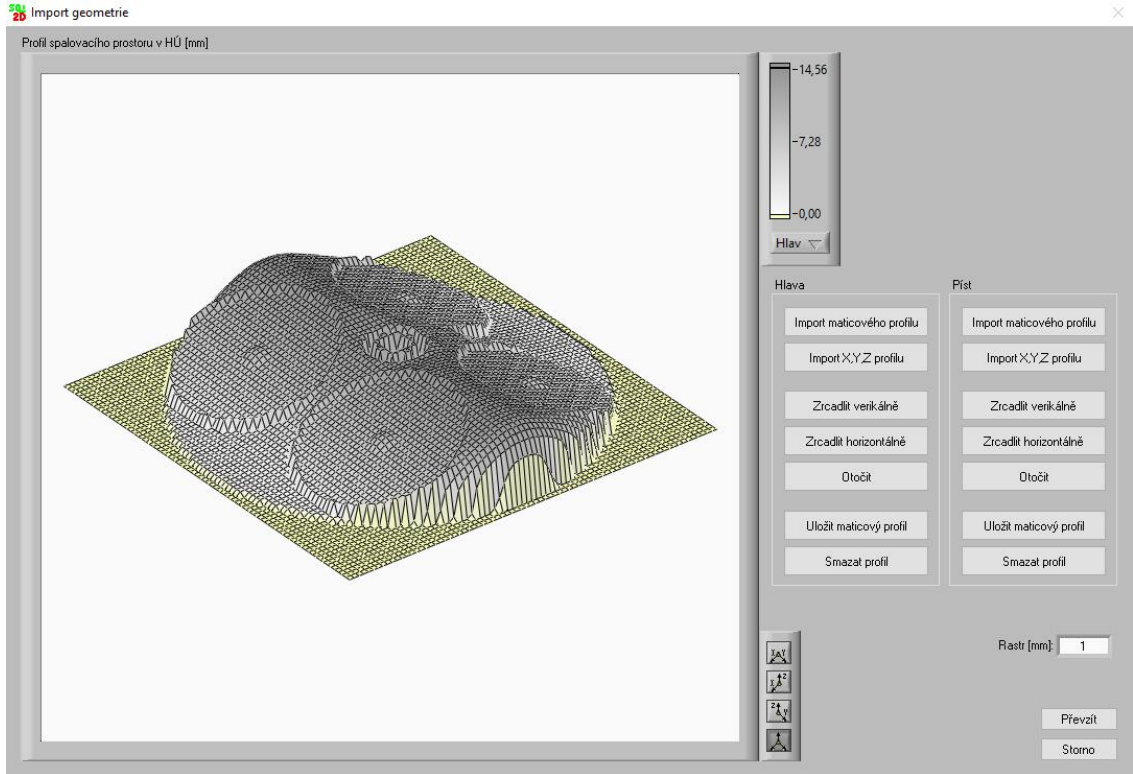 SQ:
2D Import geometrie
Profil spalovacího prostoru v HÚ [mm]
14,56
7,28
0,00
Hlav
Hlava
Import maticového profilu
Import X,Y,Z profilu
Zrcadlit verikálně
Zrcadlit horizontálně
Otočit
Uložit maticový profil
Smazat profil
Píst
Import maticového profilu
Import X,Y,Z profilu
Zrcadlit verikálně
Zrcadlit horizontálně
Otočit
Uložit maticový profil
Smazat profil
Rastr [mm]: 1
X Y
X Z
Z Y
Převzít
Storno